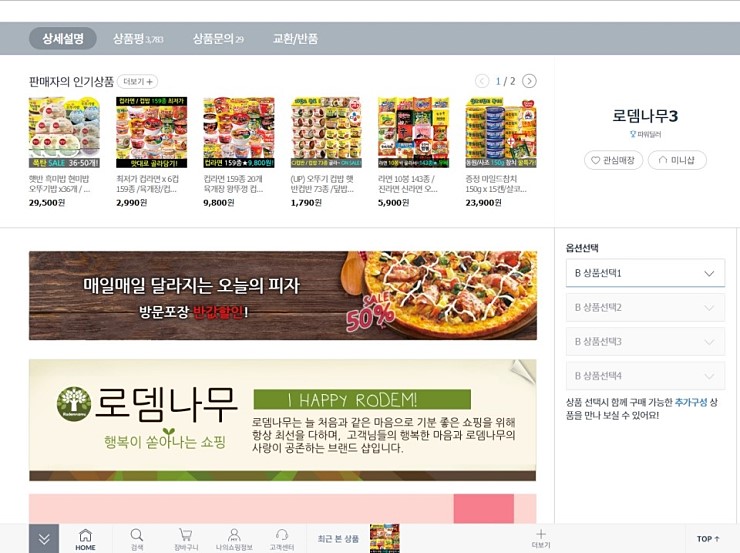 상세설명 상품평 3,783 상품문의 29 교환/반품
판매자의 인기상품 더보기 +
1 / 2
폭탄 SALE 36-50개!
컵라면 / 컵밥 159종 최저가
맛대로 골라담기!
컵라면 159종★9,800원!
햇반 흑미밥 현미밥
오뚜기밥 x36개 / ...
29,500원
최저가 컵라면 x 6컵
159종 /육개장/컵...
2,990원
컵라면 159종 20개
육개장 왕뚜껑 컵...
9,800원
(UP) 오뚜기 컵밥 햇
반컵반 73종 /덮밥...
1,790원
라면 10봉 143종 /
진라면 신라면 오...
5,900원
증정 마일드참치
150g x 15캔/살코...
23,900원
로뎀나무3
파워딜러
관심매장 미니샵
매일매일 달라지는 오늘의 피자
방문포장 반값할인!
SALE
50%
옵션선택
B 상품선택1
B 상품선택2
B 상품선택3
B 상품선택4
상품 선택시 함께 구매 가능한 추가구성 상
품을 만나 보실 수 있어요!
로뎀나무
행복이 쏟아나는 쇼핑
I HAPPY RODEM!
로뎀나무는 늘 처음과 같은 마음으로 기분 좋은 쇼핑을 위해
항상 최선을 다하며, 고객님들의 행복한 마음과 로뎀나무의
사랑이 공존하는 브랜드 샵입니다.
HOME 검색 장바구니 나의쇼핑정보 고객센터 최근 본 상품 더보기 TOP ↑